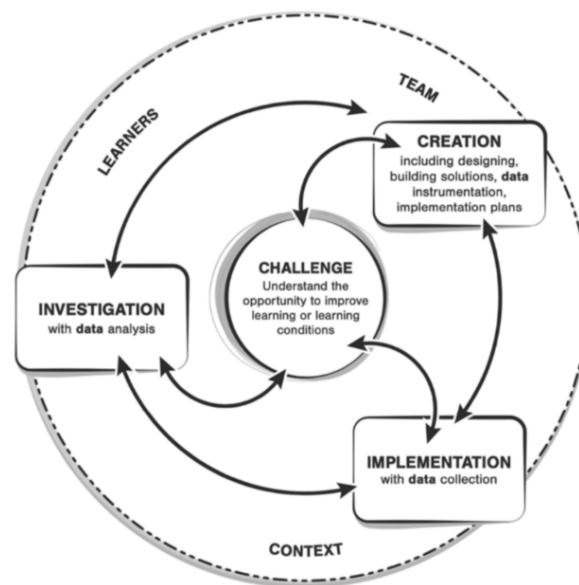 TEAM
LEARNERS
CREATION
including designing,
building solutions, data
instrumentation,
implementation plans
CHALLENGE
Understand the
opportunity to improve
learning or learning
conditions
INVESTIGATION
with data analysis
IMPLEMENTATION
with data collection
CONTEXT